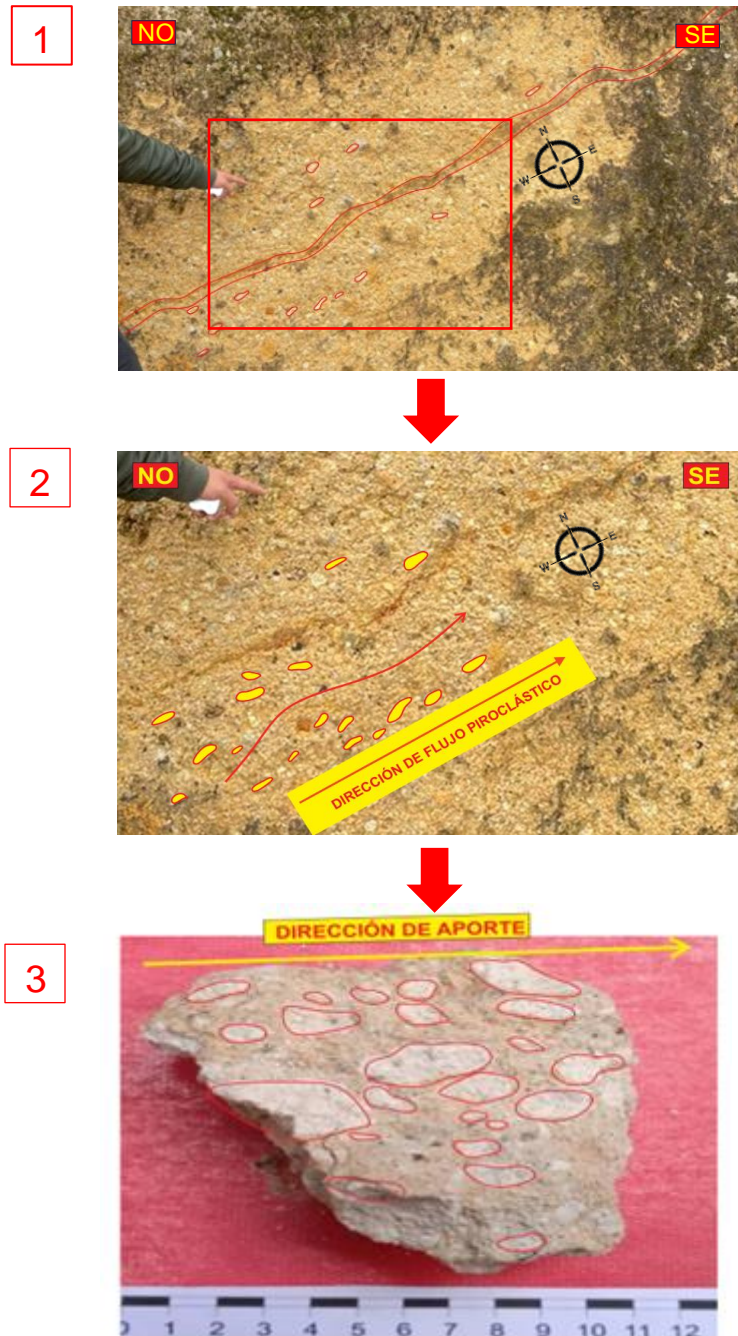 1
NO
SE
N
E
W
S
2
NO
SE
N
E
W
S
DIRECCIÓN DE FLUJO PIROCLÁSTICO
3
DIRECCIÓN DE APORTE
0 1 2 3 4 5 6 7 8 9 10 11 12